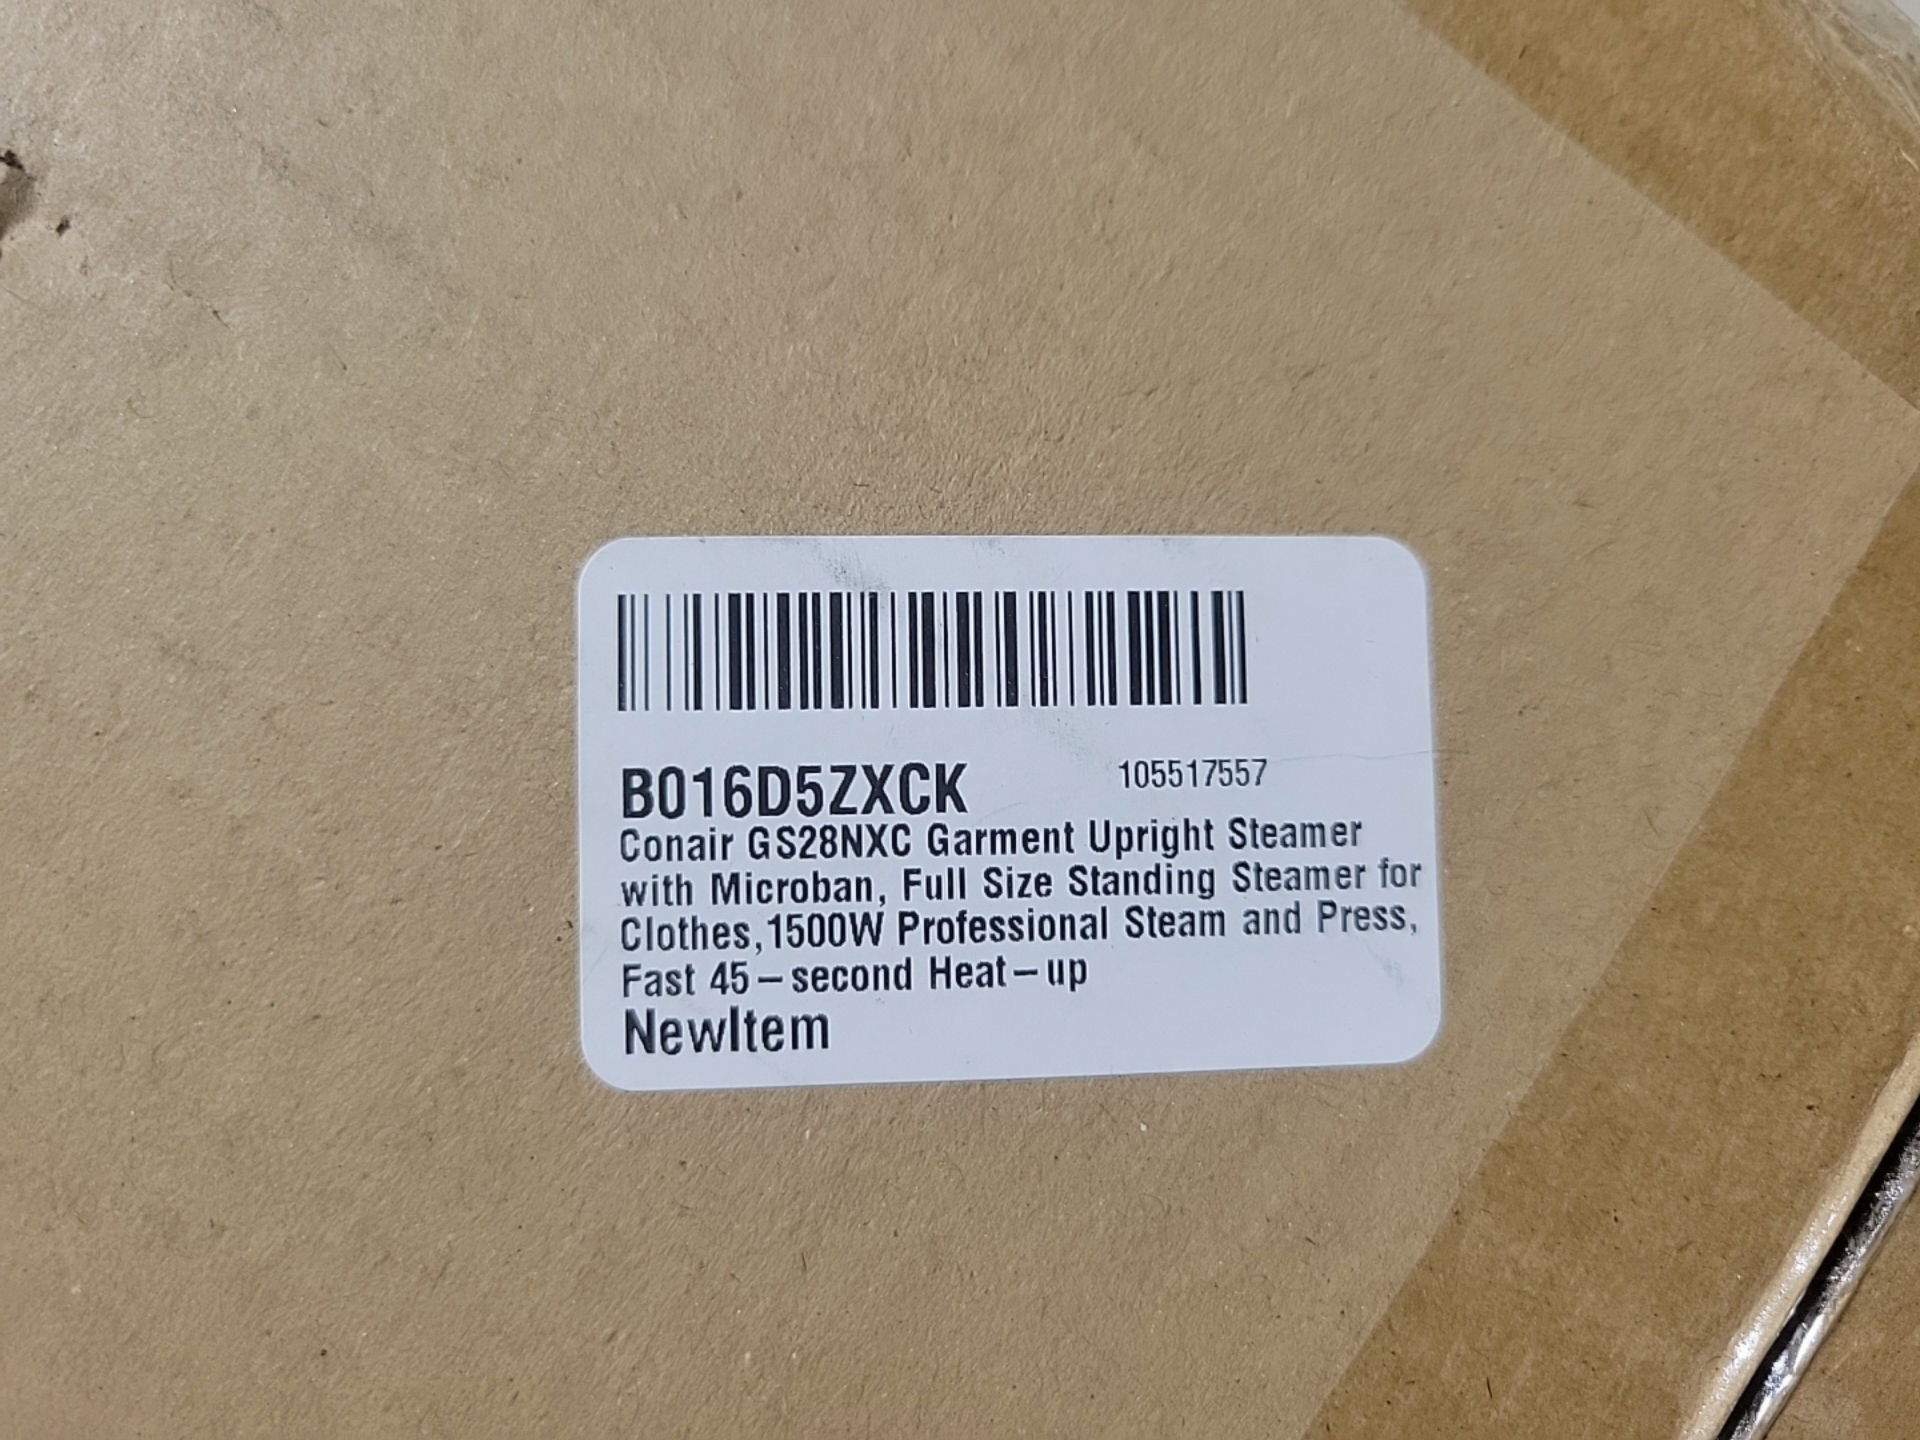 B016D5ZXCK 105517557
Conair GS28NXC Garment Upright Steamer
with Microban, Full Size Standing Steamer for
Clothes,1500W Professional Steam and Press,
Fast 45-second Heat-up
NewItem